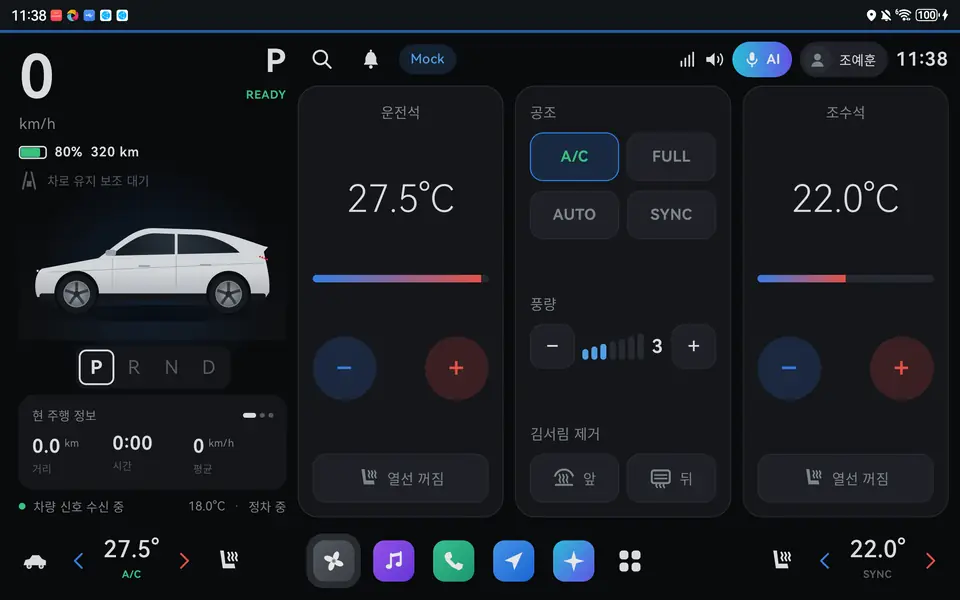 11:38
100
0
P
READY
km/h
80% 320 km
차로 유지 보조 대기
P R N D
현 주행 정보
0.0 km
거리
0:00
시간
0 km/h
평균
차량 신호 수신 중
18.0°C · 정차 중
Mock
AI
조예훈
11:38
운전석
27.5°C
− +
열선 꺼짐
공조
A/C
FULL
AUTO
SYNC
풍량
− 3 +
김서림 제거
앞
뒤
조수석
22.0°C
− +
열선 꺼짐
27.5°
A/C
22.0°
SYNC